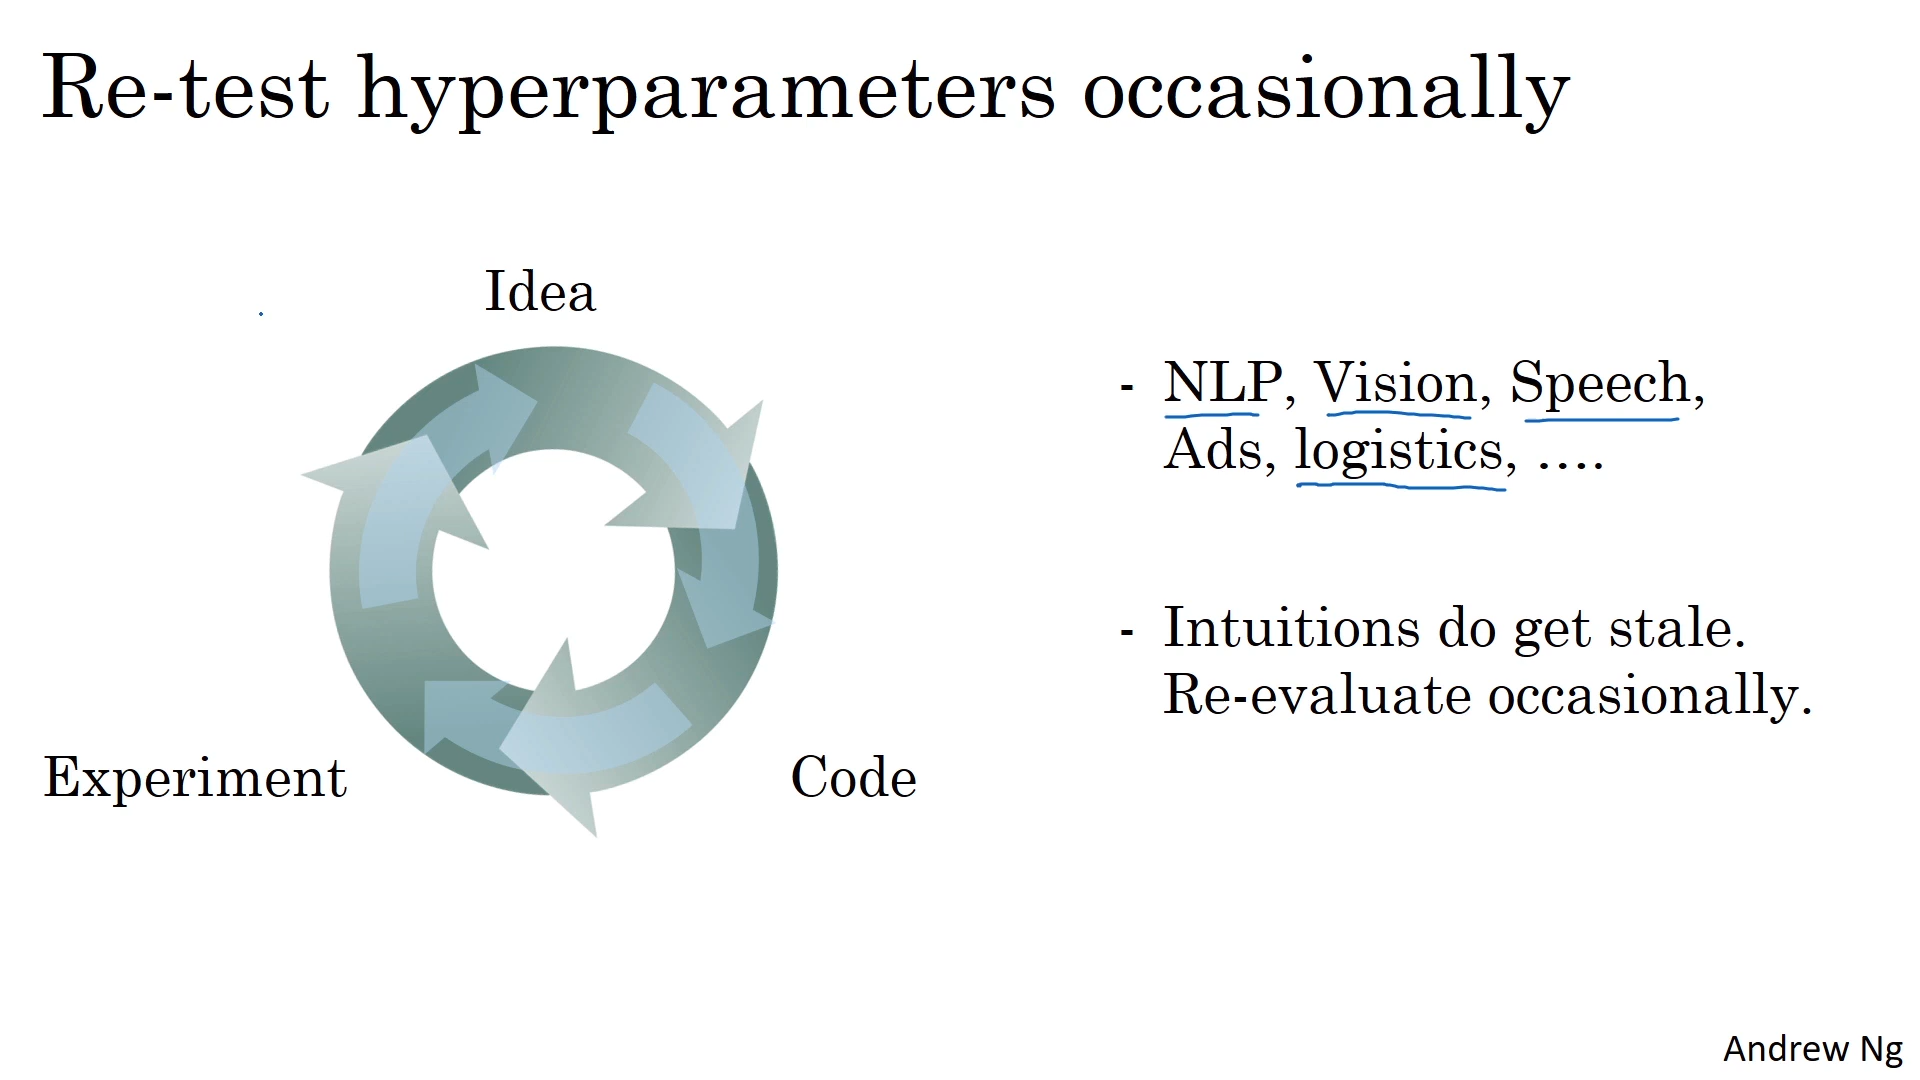 Re-test hyperparameters occasionally
Idea
Experiment
Code
- NLP, Vision, Speech,
Ads, logistics, ....
- Intuitions do get stale.
Re-evaluate occasionally.
Andrew Ng